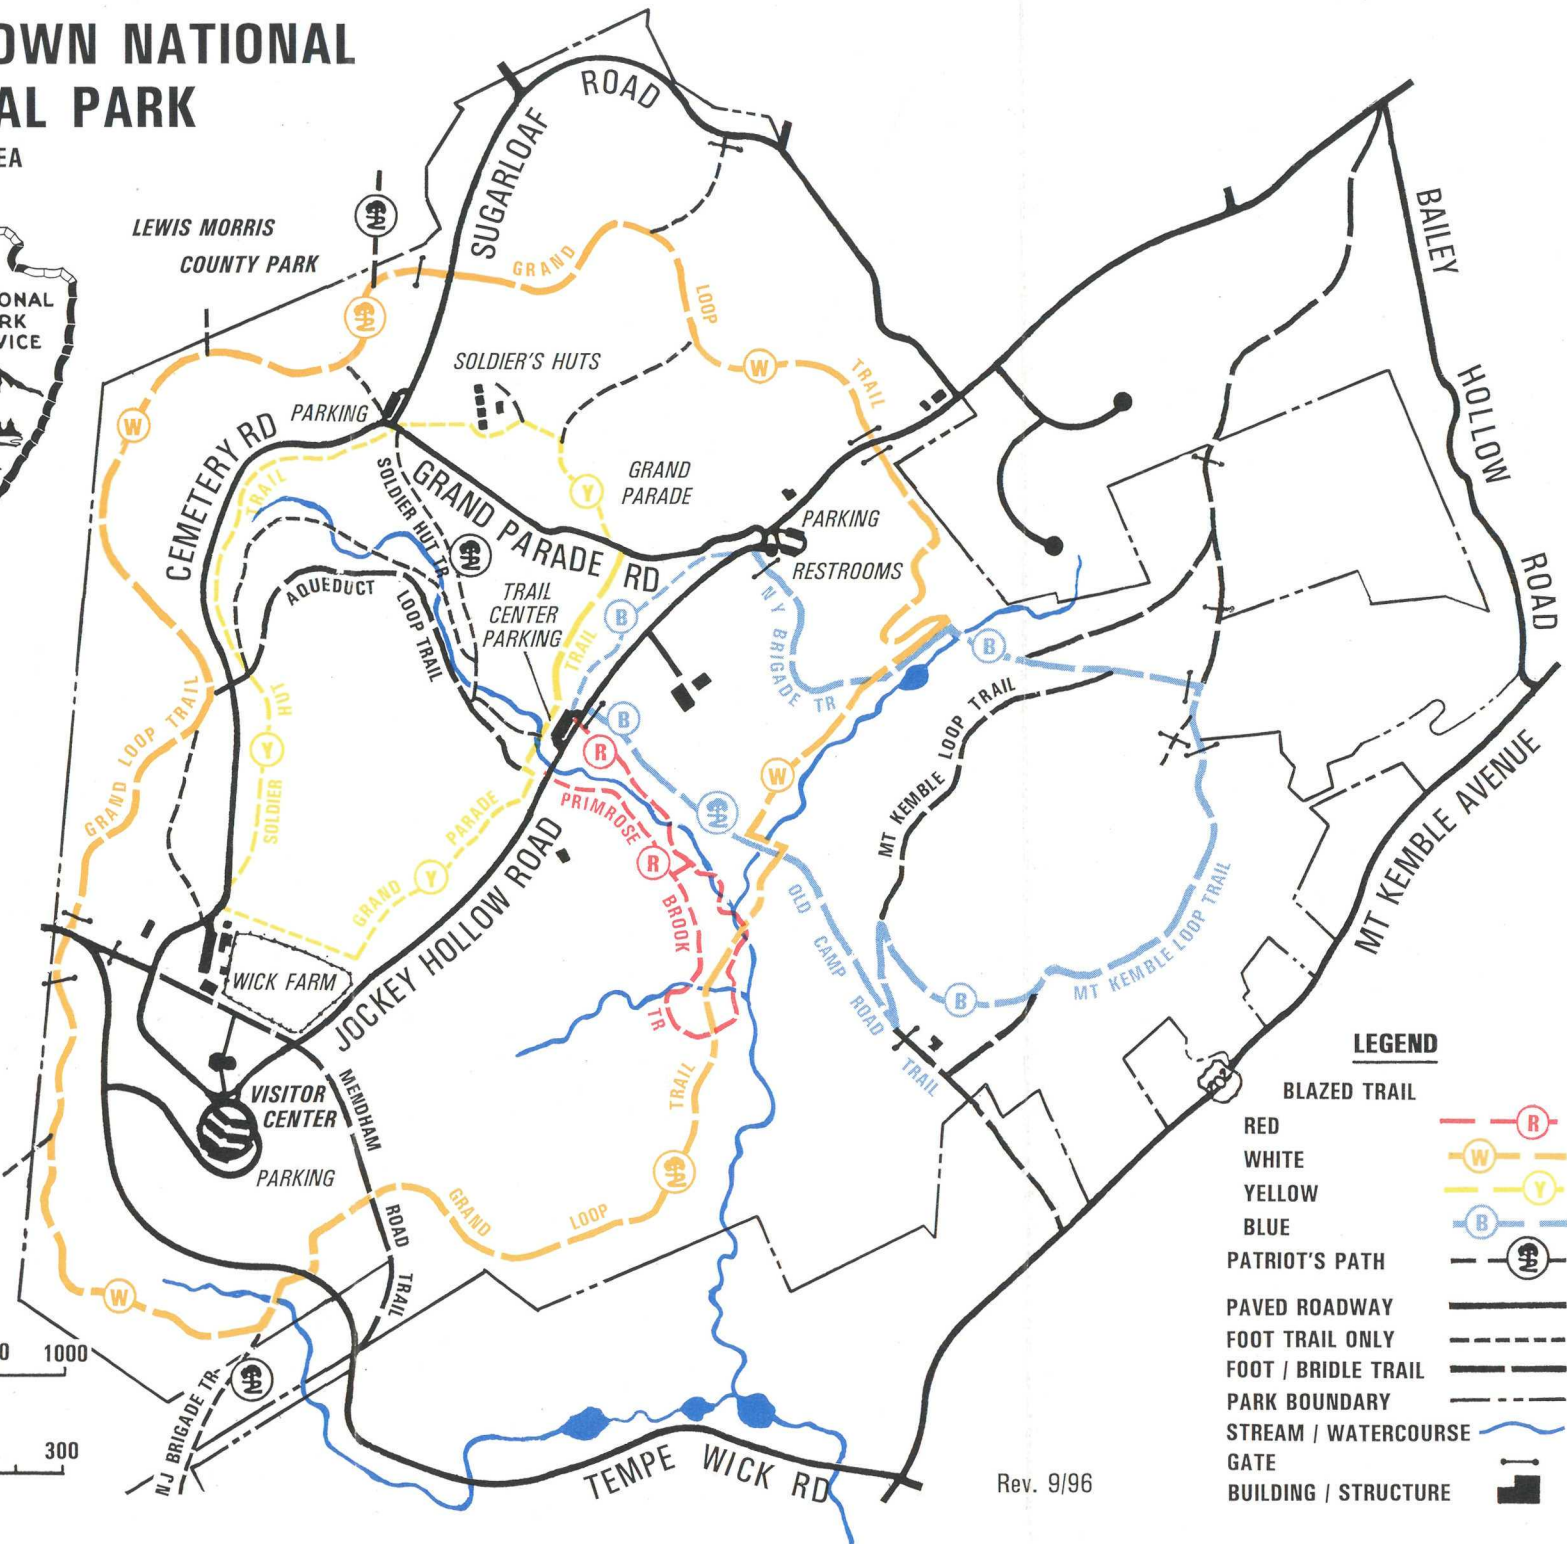 OWN NATIONAL
AL PARK
EA
LEWIS MORRIS
COUNTY PARK
ONAL
RK
VICE
SUGARLOAF ROAD
GRAND LOOP TRAIL
W
W
SOLDIER'S HUTS
PARKING
CEMETERY RD
TRAIL
SOLDIER HUT TR
GRAND PARADE RD
GRAND
PARADE
Y
PARKING
RESTROOMS
BAILEY HOLLOW ROAD
AQUEDUCT LOOP TRAIL
TRAIL
CENTER
PARKING
TRAIL
B
NY BRIGADE TR
B
B
R
GRAND LOOP TRAIL
HUT
Y
SOLDIER
W
MT KEMBLE LOOP TRAIL
PRIMROSE
R
BROOK
TR
PARADE
Y
GRAND
JOCKEY HOLLOW ROAD
OLD CAMP ROAD TRAIL
B
MT KEMBLE LOOP TRAIL
MT KEMBLE AVENUE
WICK FARM
VISITOR
CENTER
PARKING
MENDHAM ROAD TRAIL
TRAIL
GRAND LOOP
W
202
NJ BRIGADE TR.
TEMPE WICK RD
0 1000
300
Rev. 9/96
LEGEND
BLAZED TRAIL
RED R
WHITE W
YELLOW Y
BLUE B
PATRIOT'S PATH
PAVED ROADWAY
FOOT TRAIL ONLY
FOOT / BRIDLE TRAIL
PARK BOUNDARY
STREAM / WATERCOURSE
GATE
BUILDING / STRUCTURE